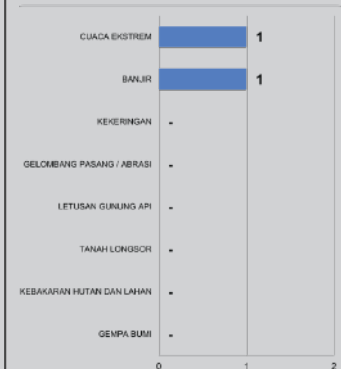 CUACA EKSTREM 1
BANJIR 1
KEKERINGAN -
GELOMBANG PASANG / ABRASI -
LETUSAN GUNUNG API -
TANAH LONGSOR -
KEBAKARAN HUTAN DAN LAHAN -
GEMPA BUMI -
0 1 2